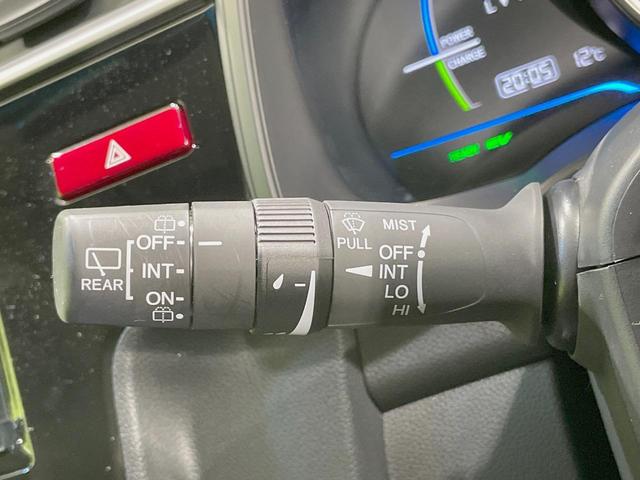 POWER
CHARGE
20:05
12℃
OFF
INT
ON
REAR
PULL
MIST
OFF
INT
LO
HI